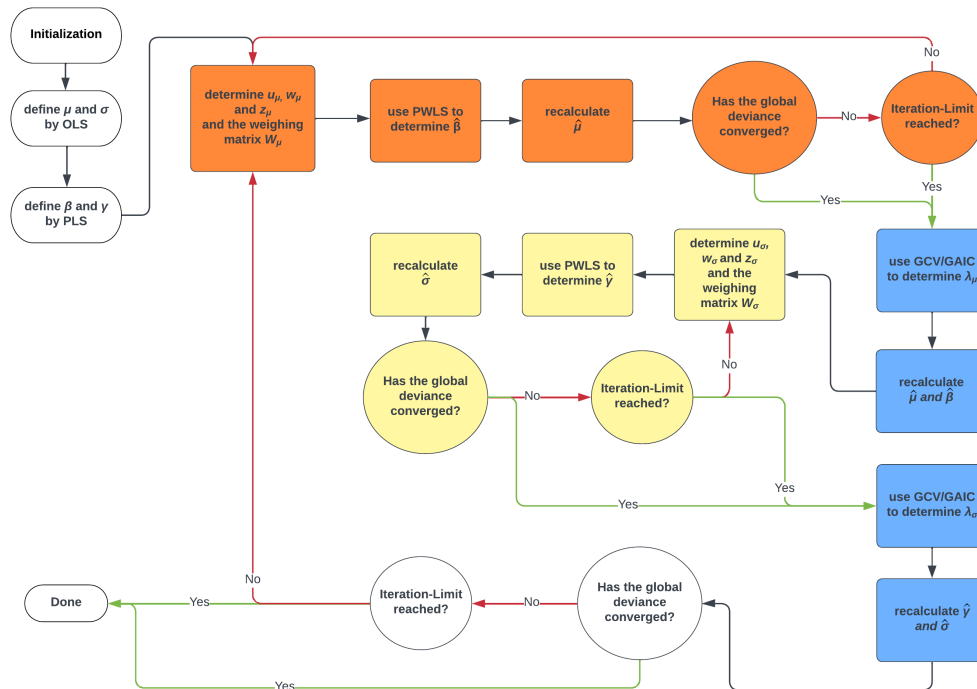 Initialization
define μ and σ
by OLS
define β and γ
by PLS
determine uμ, wμ
and zμ
and the weighing
matrix Wμ
use PWLS to
determine β̂
recalculate
μ̂
Has the global
deviance
converged?
No
Iteration-Limit
reached?
No
Yes
Yes
use GCV/GAIC
to determine λμ
recalculate
μ̂ and β̂
determine uσ,
wσ and zσ
and the
weighing
matrix Wσ
use PWLS to
determine γ̂
recalculate
σ̂
Has the global
deviance
converged?
No
Iteration-Limit
reached?
No
Yes
Yes
use GCV/GAIC
to determine λσ
recalculate γ̂
and σ̂
Has the global
deviance
converged?
No
Iteration-Limit
reached?
No
Yes
Yes
Done